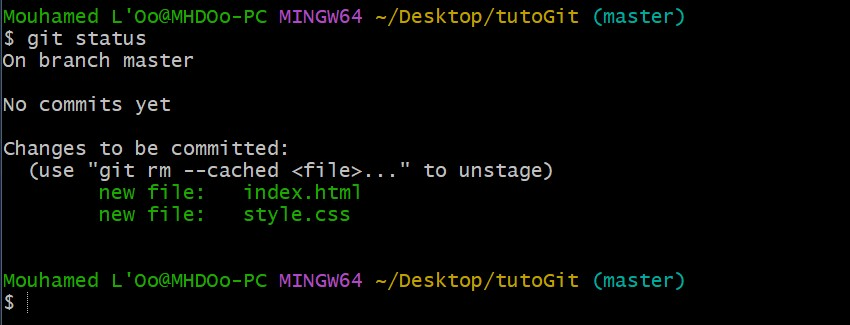 Mouhamed L'Oo@MHDOo-PC MINGW64 ~/Desktop/tutoGit (master)
$ git status
On branch master
No commits yet
Changes to be committed:
(use "git rm --cached <file>..." to unstage)
new file: index.html
new file: style.css
Mouhamed L'Oo@MHDOo-PC MINGW64 ~/Desktop/tutoGit (master)
$